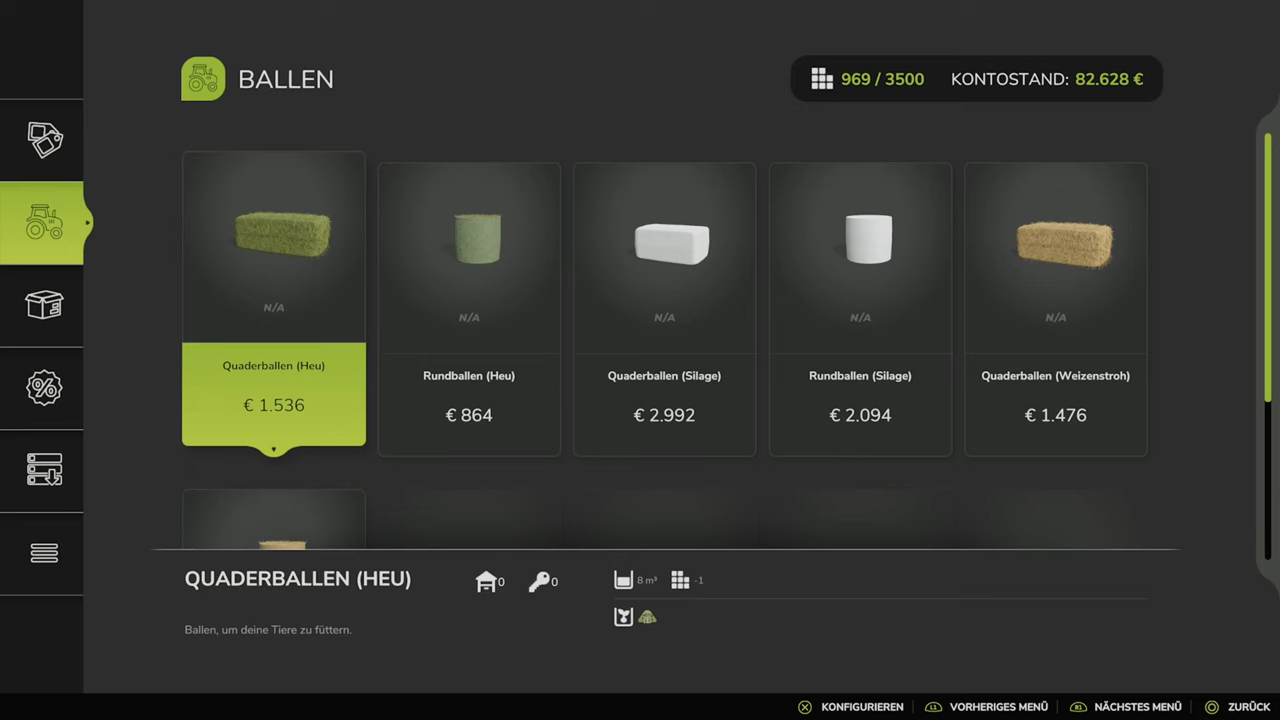 BALLEN
969 / 3500 KONTOSTAND: 82.628 €
N/A N/A N/A N/A N/A
Quaderballen (Heu) Rundballen (Heu) Quaderballen (Silage) Rundballen (Silage) Quaderballen (Weizenstroh)
€ 1.536 € 864 € 2.992 € 2.094 € 1.476
QUADERBALLEN (HEU) 0 0 8 m³ -1
Ballen, um deine Tiere zu füttern.
KONFIGURIEREN L1 VORHERIGES MENÜ R1 NÄCHSTES MENÜ ZURÜCK